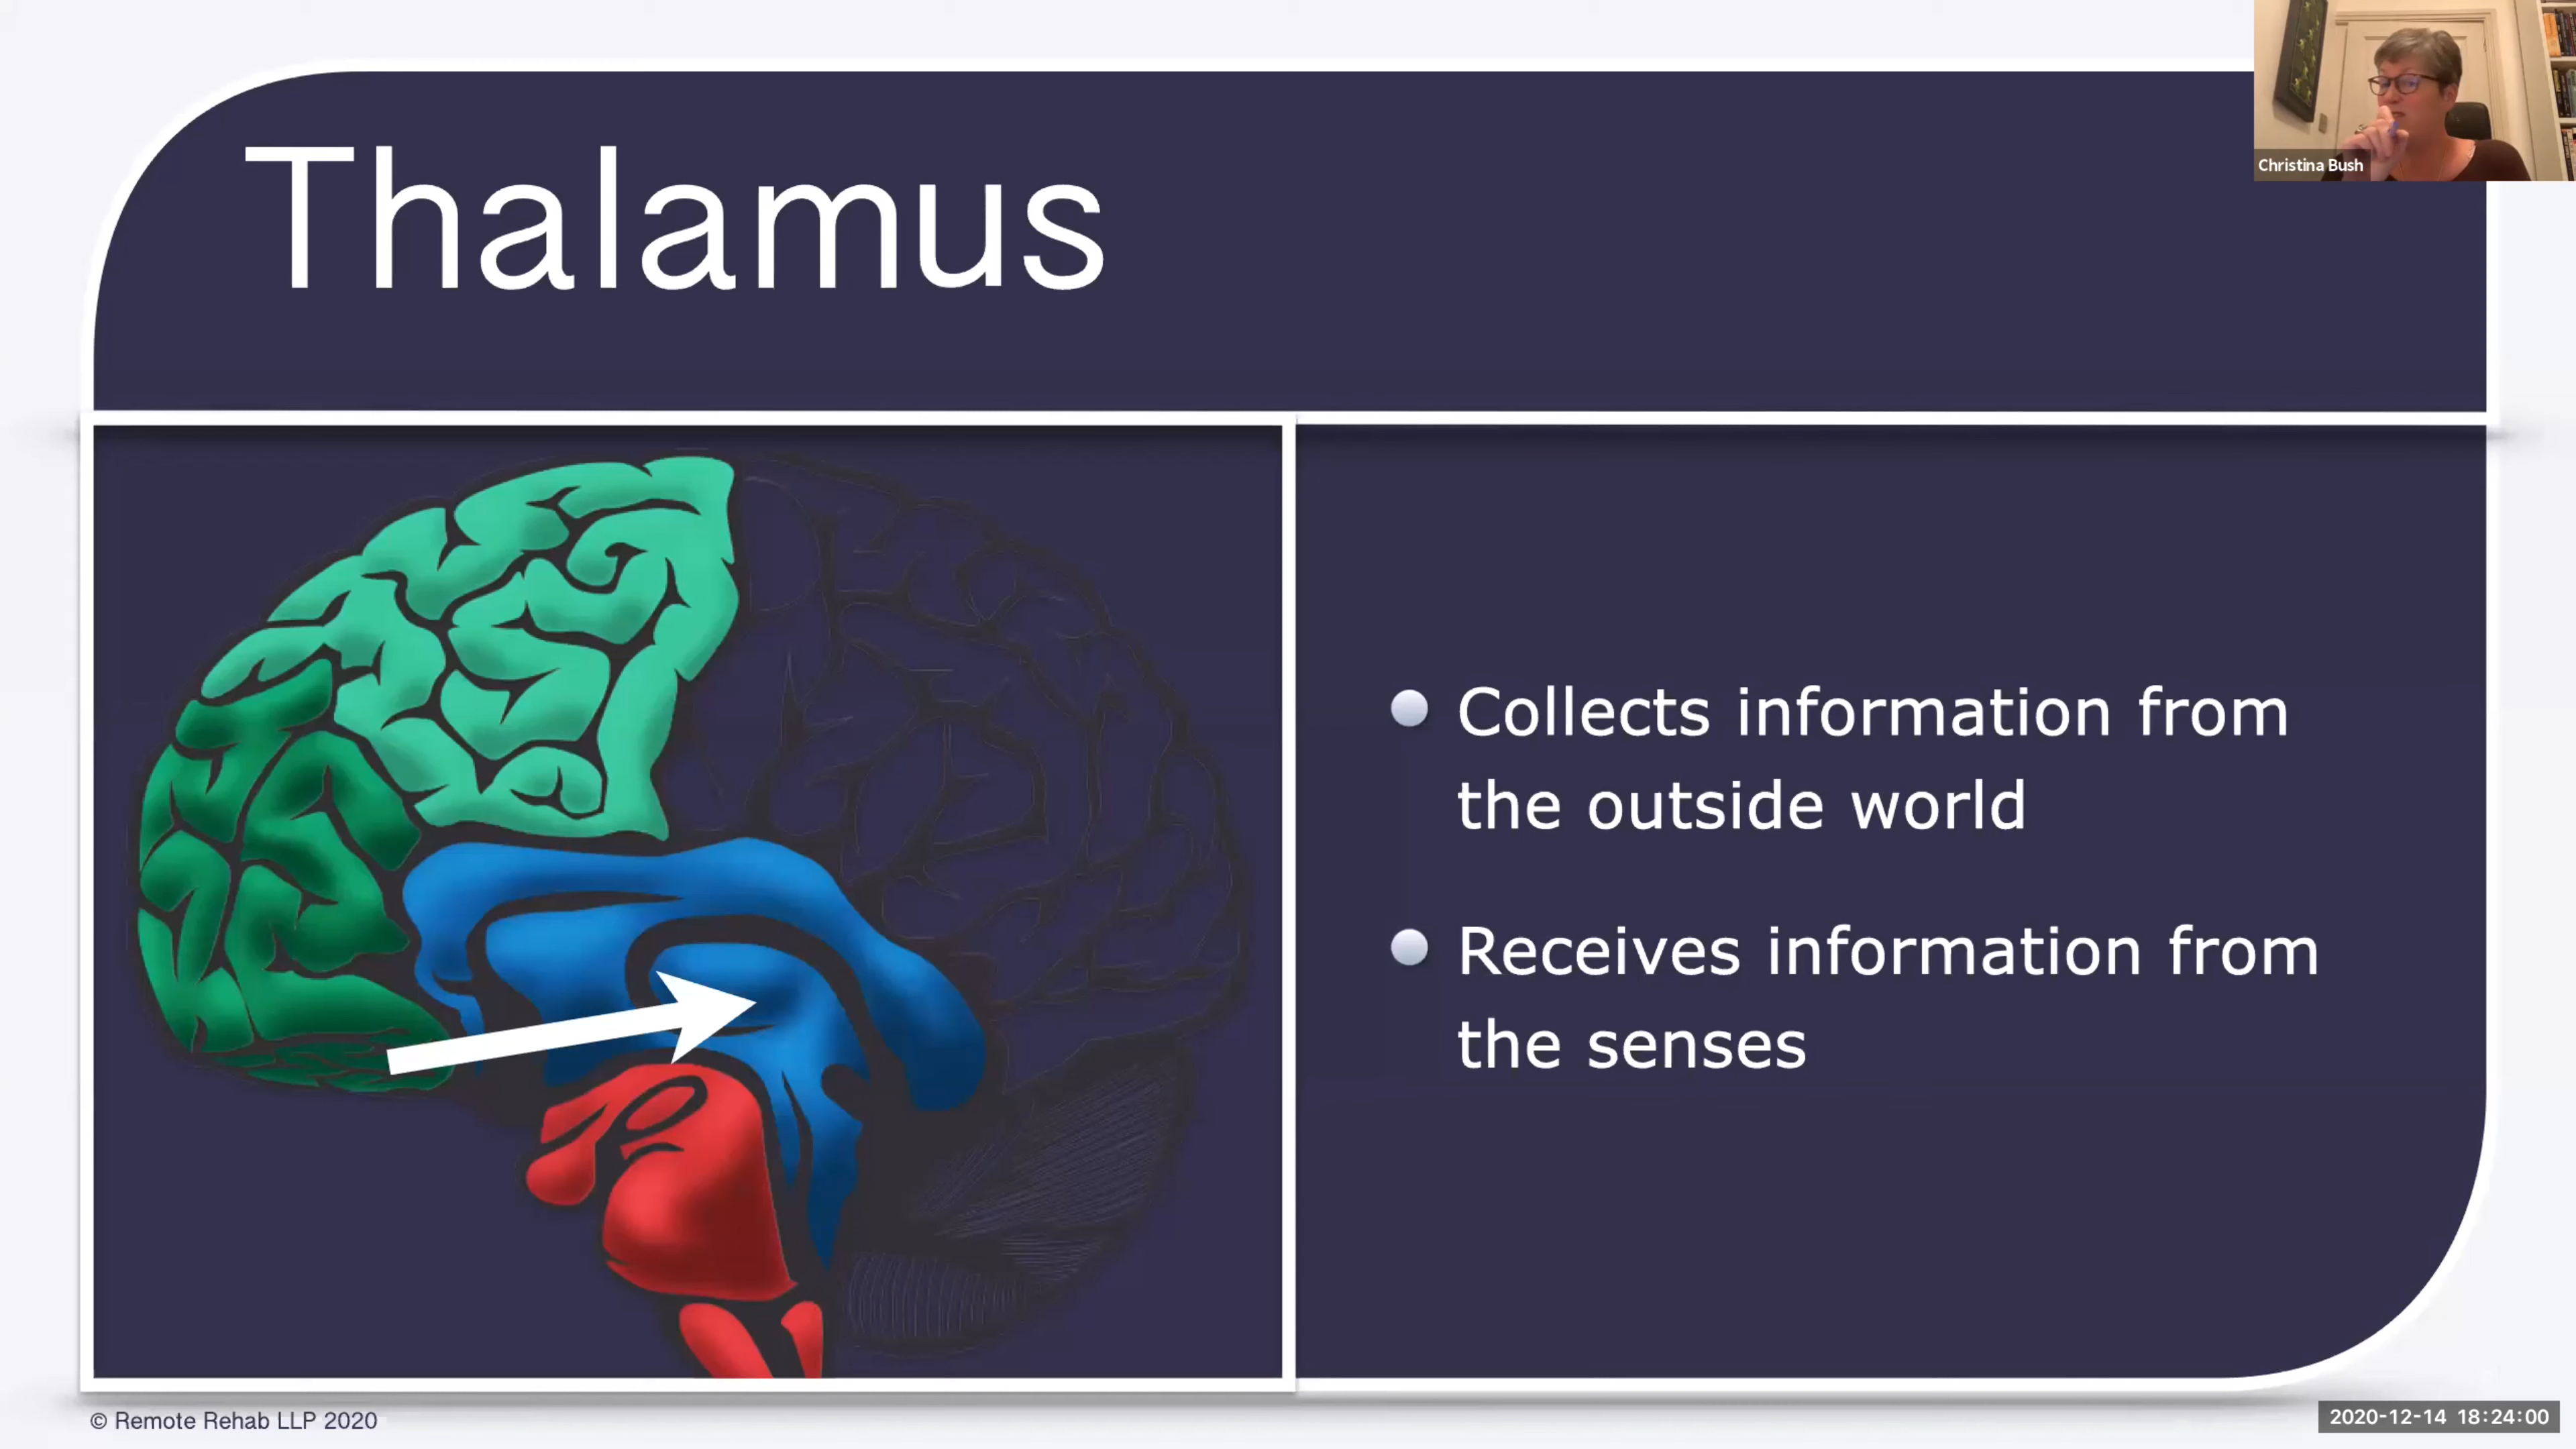 Christina Bush
Thalamus
Collects information from
the outside world
Receives information from
the senses
© Remote Rehab LLP 2020
2020-12-14 18:24:00